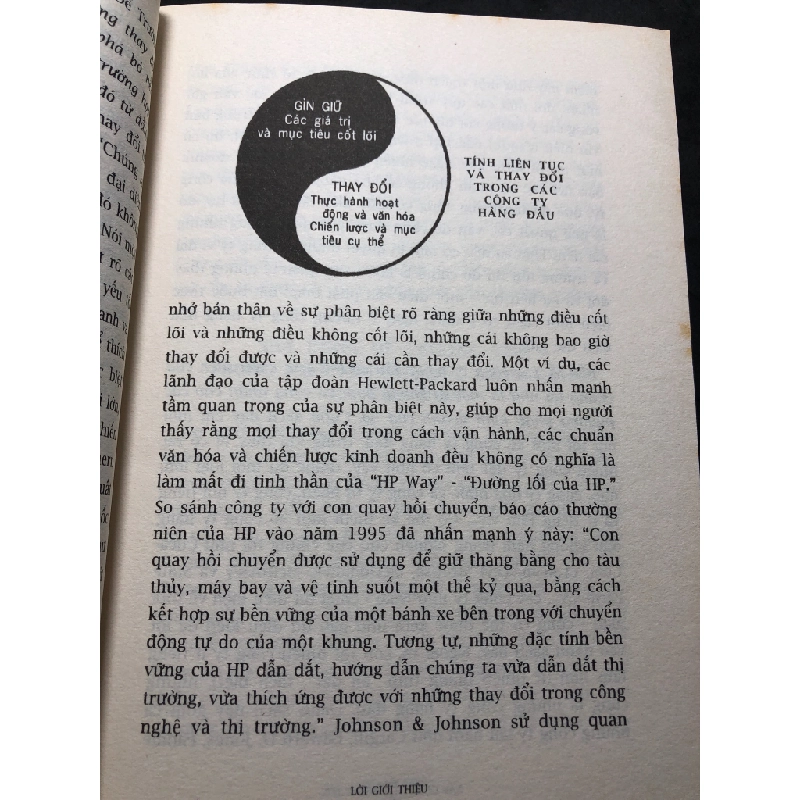 GÌN GIỮ
Các giá trị
và mục tiêu cốt lõi
THAY ĐỔI
Thực hành hoạt
động và văn hóa
Chiến lược và mục
tiêu cụ thể
TÍNH LIÊN TỤC
VÀ THAY ĐỔI
TRONG CÁC
CÔNG TY
HÀNG ĐẦU
nhở bán thân về sự phân biệt rõ ràng giữa những điều cốt
lõi và những điều không cốt lõi, những cái không bao giờ
thay đổi được và những cái cần thay đổi. Một ví dụ, các
lãnh đạo của tập đoàn Hewlett-Packard luôn nhấn mạnh
tầm quan trọng của sự phân biệt này, giúp cho mọi người
thấy rằng mọi thay đổi trong cách vận hành, các chuẩn
văn hóa và chiến lược kinh doanh đều không có nghĩa là
làm mất đi tinh thần của "HP Way" - "Đường lối của HP."
So sánh công ty với con quay hồi chuyển, báo cáo thường
niên của HP vào năm 1995 đã nhấn mạnh ý này: "Con
quay hồi chuyển được sử dụng để giữ thăng bằng cho tàu
thủy, máy bay và vệ tinh suốt một thế kỷ qua, bằng cách
kết hợp sự bền vững của một bánh xe bên trong với chuyển
động tự do của một khung. Tương tự, những đặc tính bền
vững của HP dẫn dắt, hướng dẫn chúng ta vừa dẫn dắt thị
trường, vừa thích ứng được với những thay đổi trong công
nghệ và thị trường." Johnson & Johnson sử dụng quan
LỜI GIỚI THIỆU